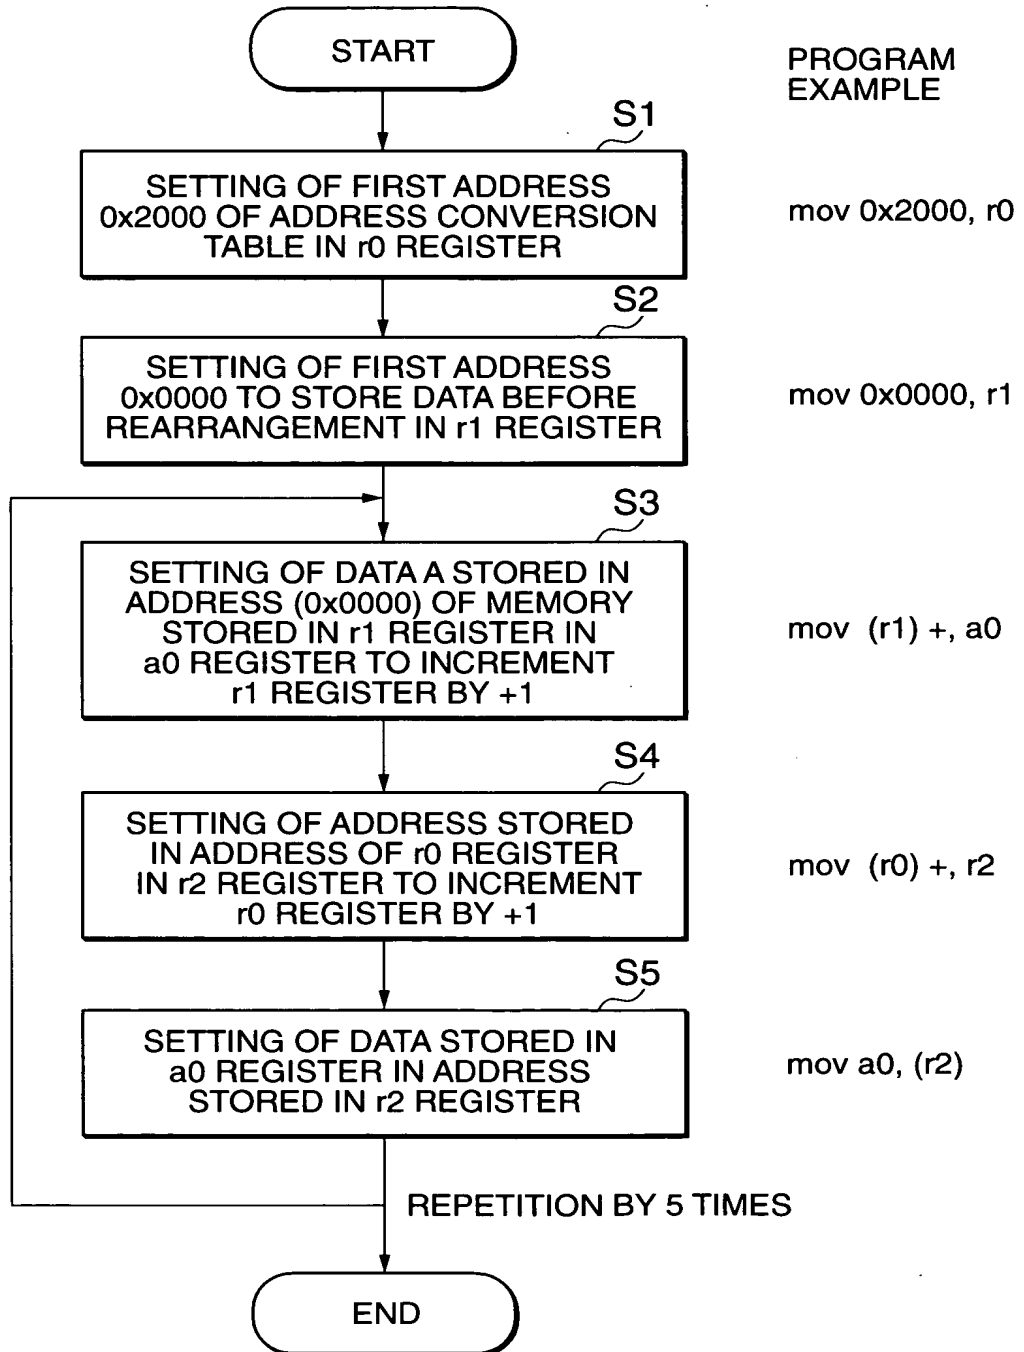 START
PROGRAM
EXAMPLE
S1
SETTING OF FIRST ADDRESS
0x2000 OF ADDRESS CONVERSION
TABLE IN r0 REGISTER
mov 0x2000, r0
S2
SETTING OF FIRST ADDRESS
0x0000 TO STORE DATA BEFORE
REARRANGEMENT IN r1 REGISTER
mov 0x0000, r1
S3
SETTING OF DATA A STORED IN
ADDRESS (0x0000) OF MEMORY
STORED IN r1 REGISTER IN
a0 REGISTER TO INCREMENT
r1 REGISTER BY +1
mov (r1) +, a0
S4
SETTING OF ADDRESS STORED
IN ADDRESS OF r0 REGISTER
IN r2 REGISTER TO INCREMENT
r0 REGISTER BY +1
mov (r0) +, r2
S5
SETTING OF DATA STORED IN
a0 REGISTER IN ADDRESS
STORED IN r2 REGISTER
mov a0, (r2)
REPETITION BY 5 TIMES
END